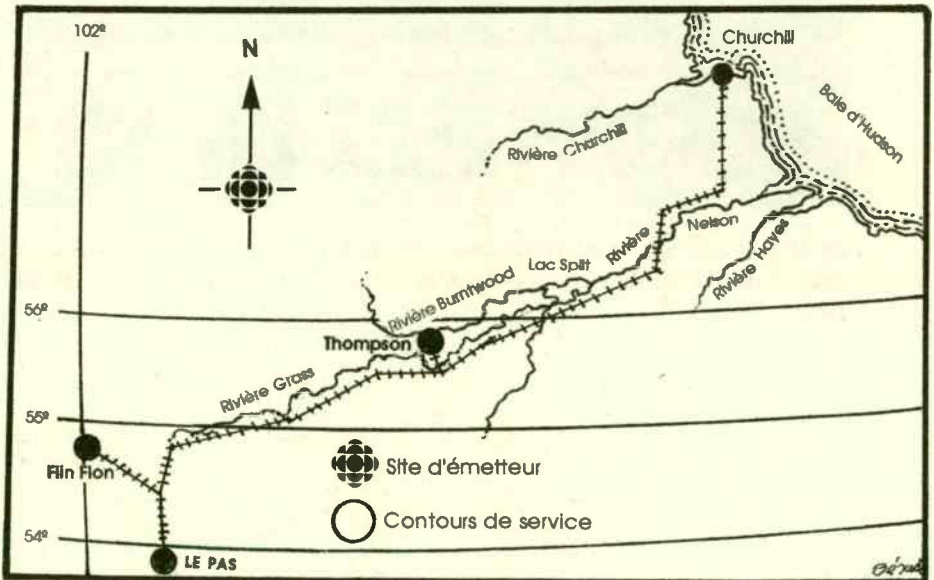 102º
N
Churchill
Baie d'Hudson
Rivière Charchill
Nelson
Rivière
Rivière Hayes
Lac Split
Rivière Burntwood
56º
Thompson
Rivière Grass
55º
Flin Flon
Site d'émetteur
Contours de service
54º
LE PAS